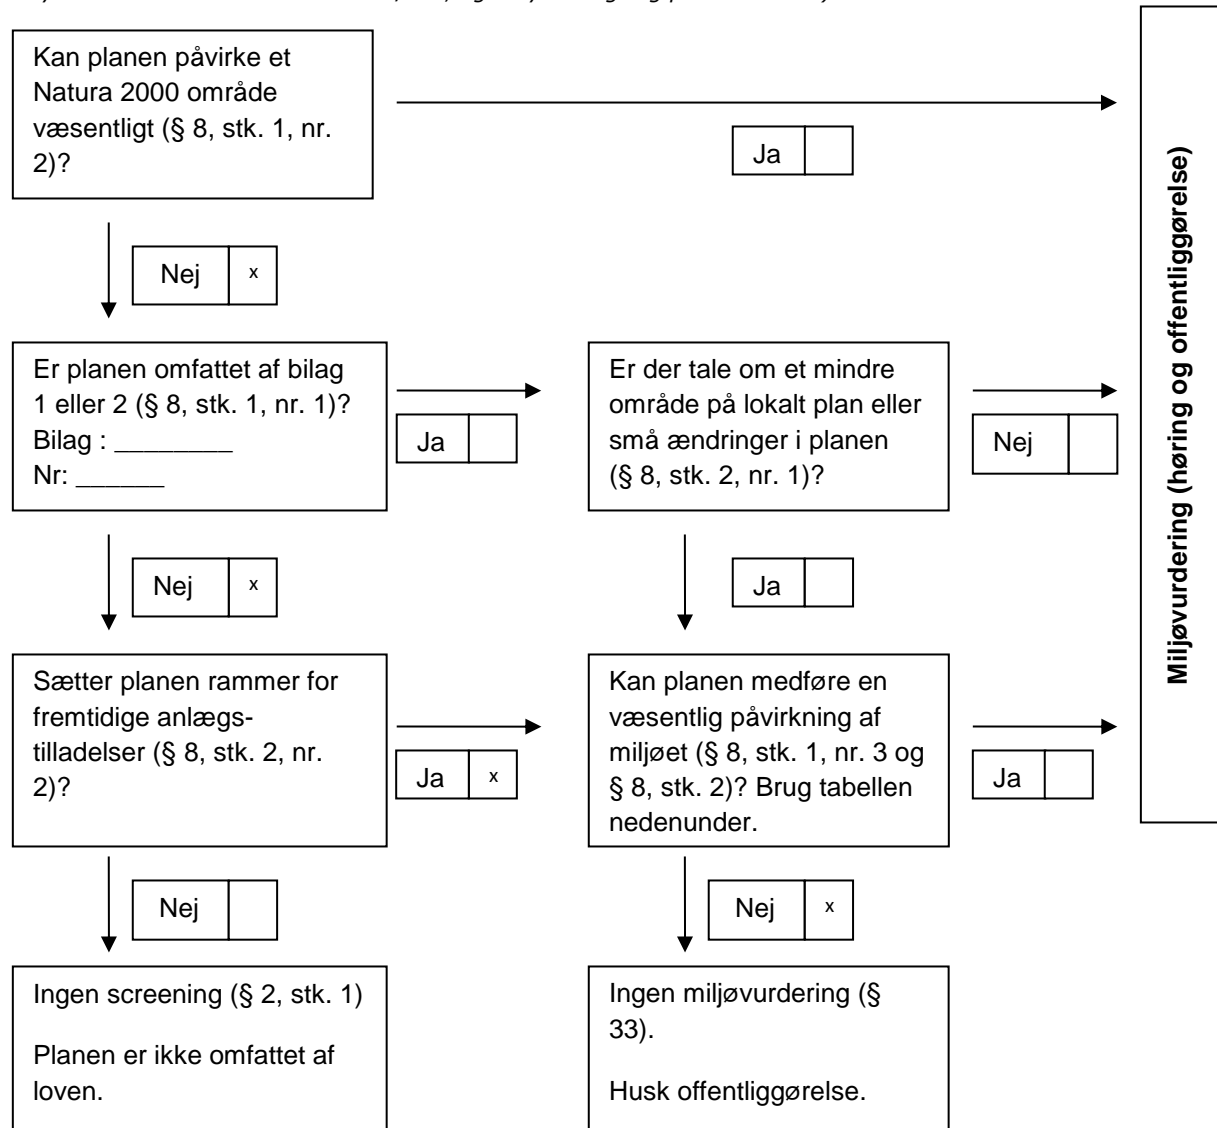 Kan planen påvirke et
Natura 2000 område
væsentligt (§ 8, stk. 1, nr.
2)?
Ja
Nej x
Er planen omfattet af bilag
1 eller 2 (§ 8, stk. 1, nr. 1)?
Bilag : ________
Nr: ______
Ja
Er der tale om et mindre
område på lokalt plan eller
små ændringer i planen
(§ 8, stk. 2, nr. 1)?
Nej
Nej x
Ja
Sætter planen rammer for
fremtidige anlægs-
tilladelser (§ 8, stk. 2, nr.
2)?
Ja x
Kan planen medføre en
væsentlig påvirkning af
miljøet (§ 8, stk. 1, nr. 3 og
§ 8, stk. 2)? Brug tabellen
nedenunder.
Ja
Nej
Nej x
Ingen screening (§ 2, stk. 1)
Planen er ikke omfattet af
loven.
Ingen miljøvurdering (§
33).
Husk offentliggørelse.
Miljøvurdering (høring og offentliggørelse)